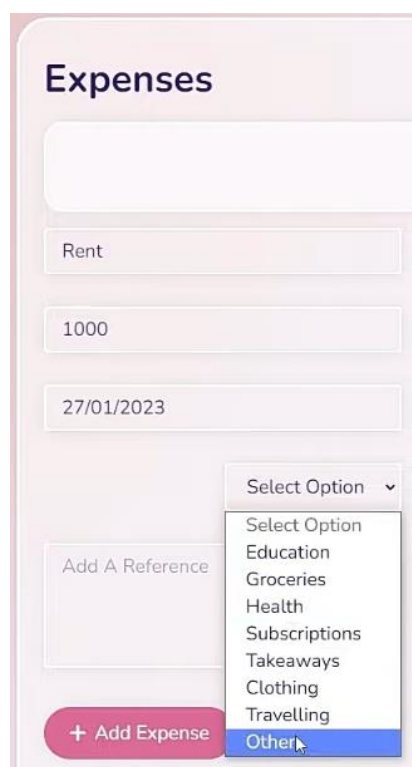 Expenses
Rent
1000
27/01/2023
Select Option
Select Option
Education
Add A Reference
Groceries
Health
Subscriptions
Takeaways
Clothing
Travelling
+ Add Expense
Other